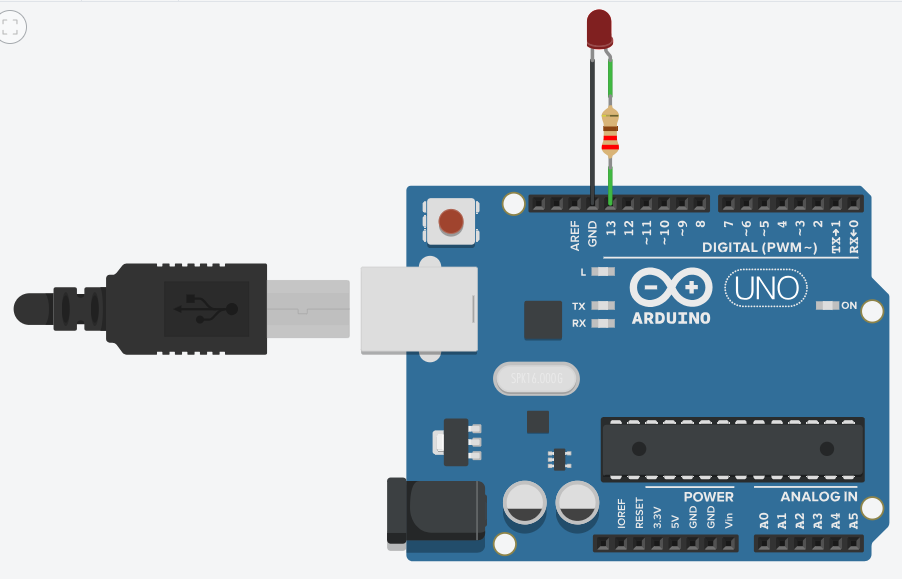 AREF
GND
13
12
~11
~10
~9
8
7
~6
~5
4
~3
2
TX→1
RX←0
DIGITAL (PWM~)
L
TX
RX
ARDUINO
UNO
ON
SPK16.000G
POWER
ANALOG IN
IOREF
RESET
3.3V
5V
GND
GND
Vin
A0
A1
A2
A3
A4
A5